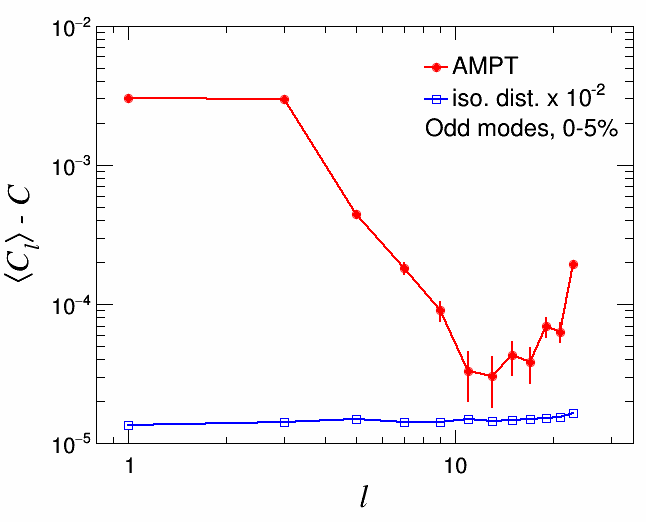 10⁻²
10⁻³
10⁻⁴
10⁻⁵
⟨C_l⟩ - C
AMPT
iso. dist. x 10⁻²
Odd modes, 0-5%
1
10
l